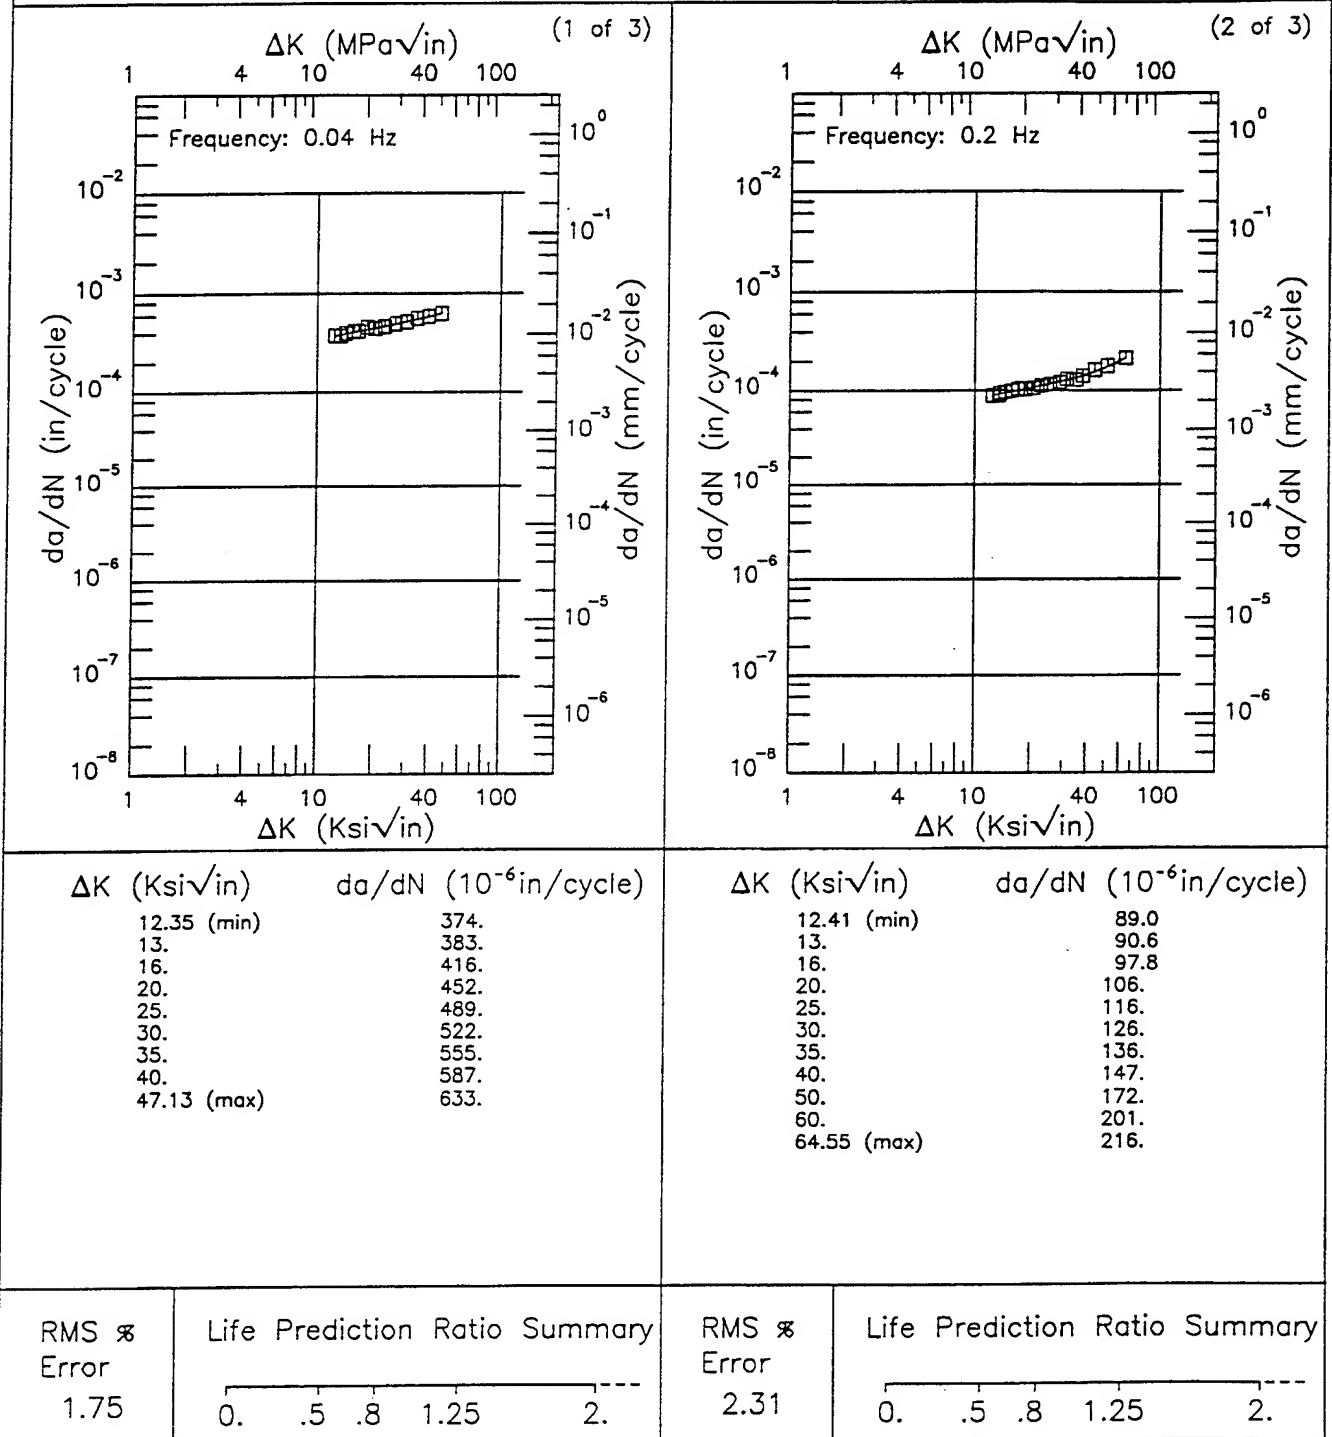 (1 of 3)
ΔK (MPa√in)
1 4 10 40 100
Frequency: 0.04 Hz
10⁰
10⁻¹
10⁻²
10⁻³
10⁻⁴
10⁻⁵
10⁻⁶
da/dN (mm/cycle)
10⁻²
10⁻³
10⁻⁴
10⁻⁵
10⁻⁶
10⁻⁷
10⁻⁸
da/dN (in/cycle)
1 4 10 40 100
ΔK (Ksi√in)
ΔK (Ksi√in) da/dN (10⁻⁶in/cycle)
12.35 (min) 374.
13. 383.
16. 416.
20. 452.
25. 489.
30. 522.
35. 555.
40. 587.
47.13 (max) 633.
RMS % Error
1.75
Life Prediction Ratio Summary
0. .5 .8 1.25 2.
(2 of 3)
ΔK (MPa√in)
1 4 10 40 100
Frequency: 0.2 Hz
10⁰
10⁻¹
10⁻²
10⁻³
10⁻⁴
10⁻⁵
10⁻⁶
da/dN (mm/cycle)
10⁻²
10⁻³
10⁻⁴
10⁻⁵
10⁻⁶
10⁻⁷
10⁻⁸
da/dN (in/cycle)
1 4 10 40 100
ΔK (Ksi√in)
ΔK (Ksi√in) da/dN (10⁻⁶in/cycle)
12.41 (min) 89.0
13. 90.6
16. 97.8
20. 106.
25. 116.
30. 126.
35. 136.
40. 147.
50. 172.
60. 201.
64.55 (max) 216.
RMS % Error
2.31
Life Prediction Ratio Summary
0. .5 .8 1.25 2.